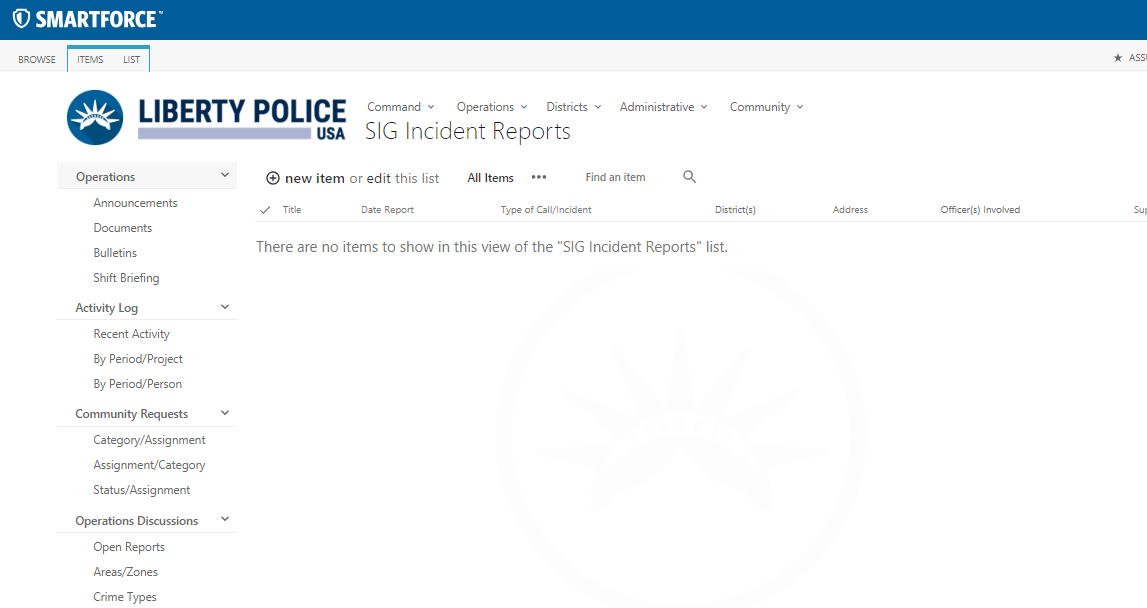 SMARTFORCE™
BROWSE ITEMS LIST ASSU
LIBERTY POLICE
USA
Command Operations Districts Administrative Community
SIG Incident Reports
new item or edit this list All Items ••• Find an item
Title Date Report Type of Call/Incident District(s) Address Officer(s) Involved Sup
There are no items to show in this view of the "SIG Incident Reports" list.
Operations
Announcements
Documents
Bulletins
Shift Briefing
Activity Log
Recent Activity
By Period/Project
By Period/Person
Community Requests
Category/Assignment
Assignment/Category
Status/Assignment
Operations Discussions
Open Reports
Areas/Zones
Crime Types